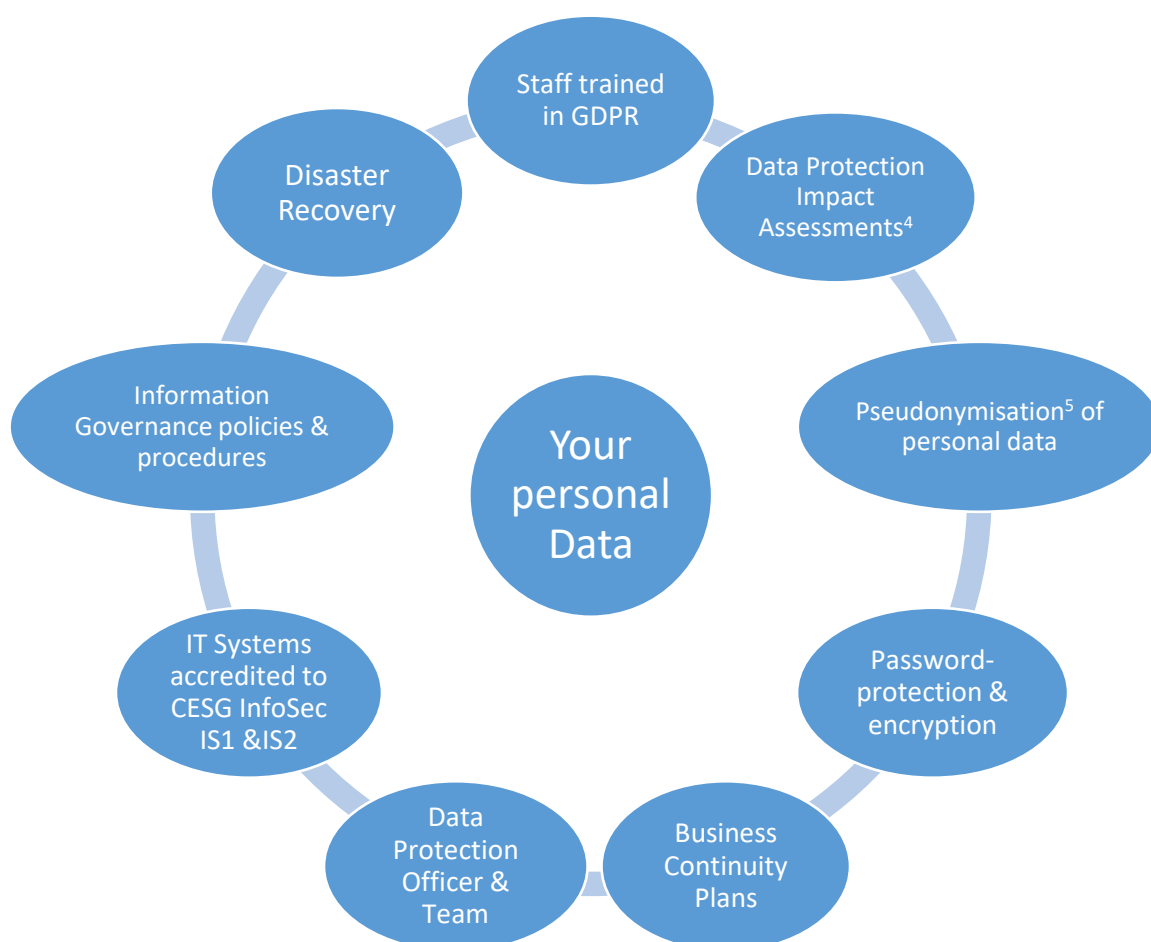 Staff trained
in GDPR
Data Protection
Impact
Assessments⁴
Pseudonymisation⁵ of
personal data
Password-
protection &
encryption
Business
Continuity
Plans
Data
Protection
Officer &
Team
IT Systems
accredited to
CESG InfoSec
IS1 &IS2
Information
Governance policies &
procedures
Disaster
Recovery
Your
personal
Data